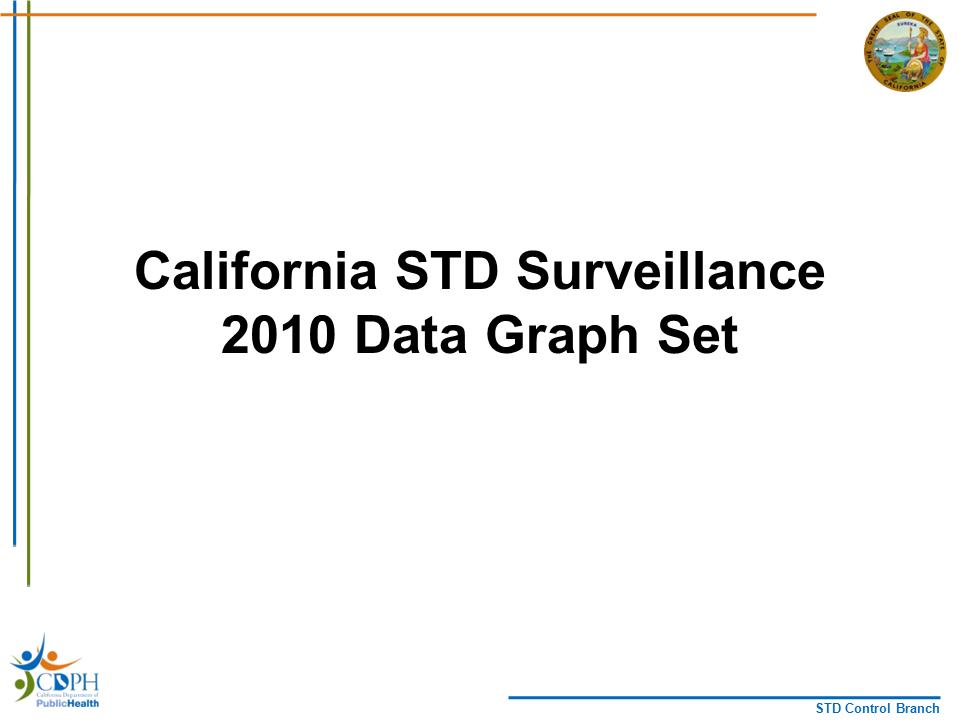 THE GREAT SEAL OF THE STATE OF CALIFORNIA
EUREKA
California STD Surveillance
2010 Data Graph Set
CDPH
California Department of
PublicHealth
STD Control Branch